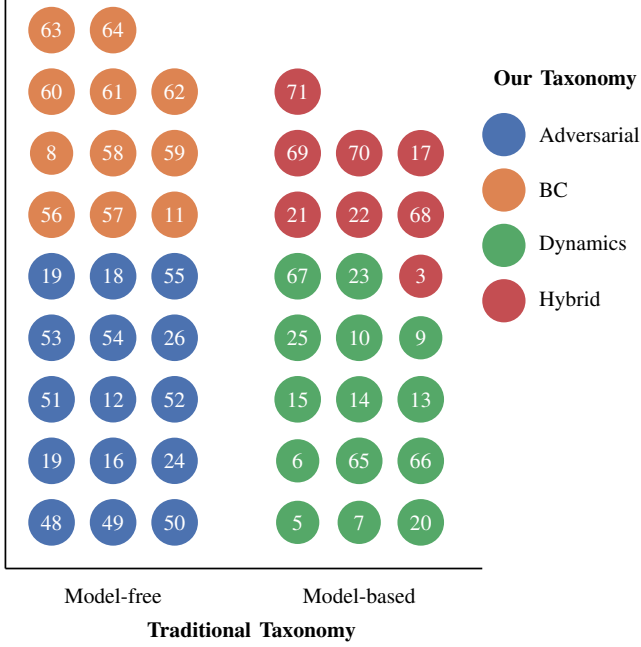 63 64
60 61 62 71
8 58 59 69 70 17
56 57 11 21 22 68
19 18 55 67 23 3
53 54 26 25 10 9
51 12 52 15 14 13
19 16 24 6 65 66
48 49 50 5 7 20
Our Taxonomy
Adversarial
BC
Dynamics
Hybrid
Model-free Model-based
Traditional Taxonomy